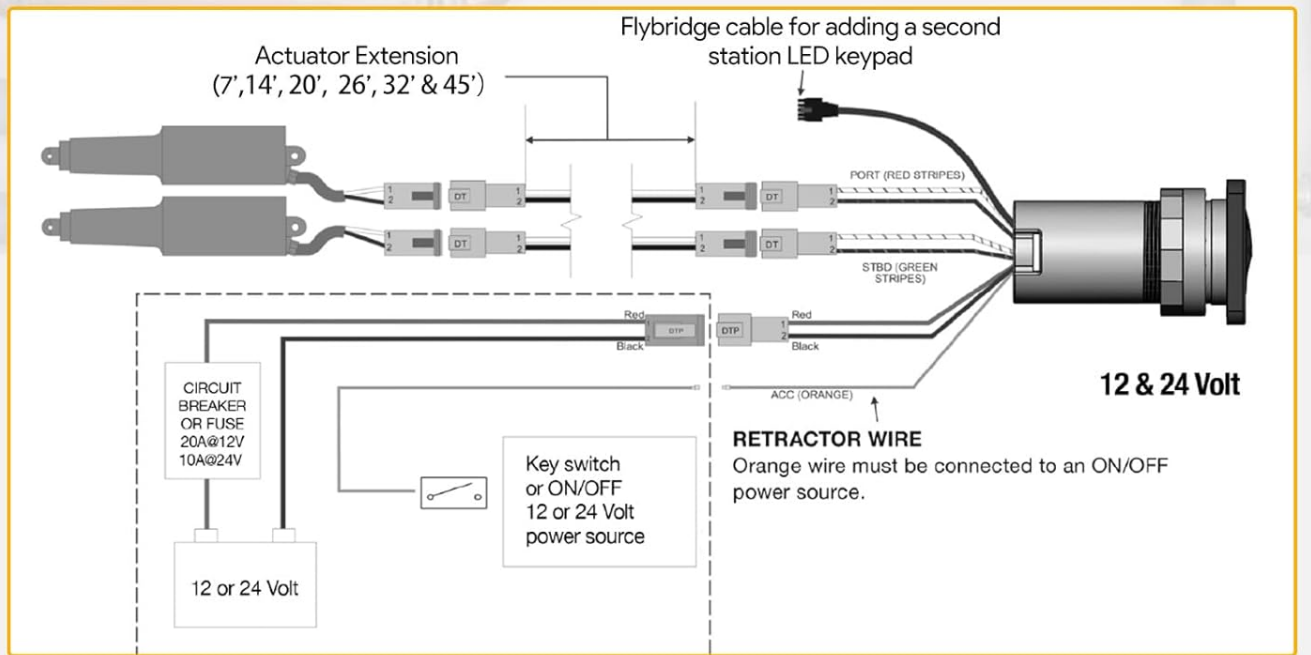 Flybridge cable for adding a second
station LED keypad
Actuator Extension
(7',14', 20', 26', 32' & 45')
PORT (RED STRIPES)
1
2
DT
1
2
1
2
DT
1
2
1
2
DT
1
2
1
2
DT
1
2
STBD (GREEN
STRIPES)
Red
1
2
Black
DTP
DTP
1
2
Red
Black
ACC (ORANGE)
12 & 24 Volt
CIRCUIT
BREAKER
OR FUSE
20A@12V
10A@24V
RETRACTOR WIRE
Orange wire must be connected to an ON/OFF
power source.
Key switch
or ON/OFF
12 or 24 Volt
power source
12 or 24 Volt